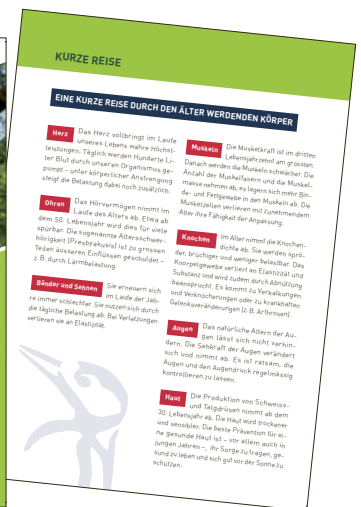 KURZE REISE
EINE KURZE REISE DURCH DEN ÄLTER WERDENDEN KÖRPER
Herz Das Herz vollbringt im Laufe
unseres Lebens wahre Höchst-
leistungen. Täglich werden Hunderte Li-
ter Blut durch unseren Organismus ge-
pumpt – unter körperlicher Anstrengung
steigt die Belastung dabei noch zusätzlich.
Ohren Das Hörvermögen nimmt im
Laufe des Alters ab. Etwa ab
dem 50. Lebensjahr wird dies für viele
spürbar. Die sogenannte Altersschwer-
hörigkeit (Presbyakusis) ist zu grossen
Teilen äusseren Einflüssen geschuldet –
z.B. durch Lärmbelastung.
Bänder und Sehnen Sie erneuern sich
im Laufe der Jah-
re immer schlechter. Sie nutzen sich durch
die tägliche Belastung ab. Bei Verletzungen
verlieren sie an Elastizität.
Muskeln Die Muskelkraft ist im dritten
Lebensjahrzehnt am grössten.
Danach werden die Muskeln schwächer. Die
Anzahl der Muskelfasern und die Muskel-
masse nehmen ab, es lagern sich mehr Bin-
de- und Fettgewebe in den Muskeln ab. Die
Muskelzellen verlieren mit zunehmendem
Alter ihre Fähigkeit der Anpassung.
Knochen Im Alter nimmt die Knochen-
dichte ab. Sie werden sprö-
der, brüchiger und weniger belastbar. Das
Knorpelgewebe verliert an Elastizität und
Substanz und wird zudem durch Abnützung
beansprucht. Es kommt zu Verkalkungen
und Verknöcherungen oder zu krankhaften
Gelenksveränderungen (z.B. Arthrosen).
Augen Das natürliche Altern der Au-
gen lässt sich nicht verhin-
dern. Die Sehkraft der Augen verändert
sich und nimmt ab. Es ist ratsam, die
Augen und den Augendruck regelmässig
kontrollieren zu lassen.
Haut Die Produktion von Schweiss-
und Talgdrüsen nimmt ab dem
30. Lebensjahr ab. Die Haut wird trockener
und sensibler. Die beste Prävention für ei-
ne gesunde Haut ist – vor allem auch in
jungen Jahren –, ihr Sorge zu tragen, ge-
sund zu leben und sich gut vor der Sonne zu
schützen.